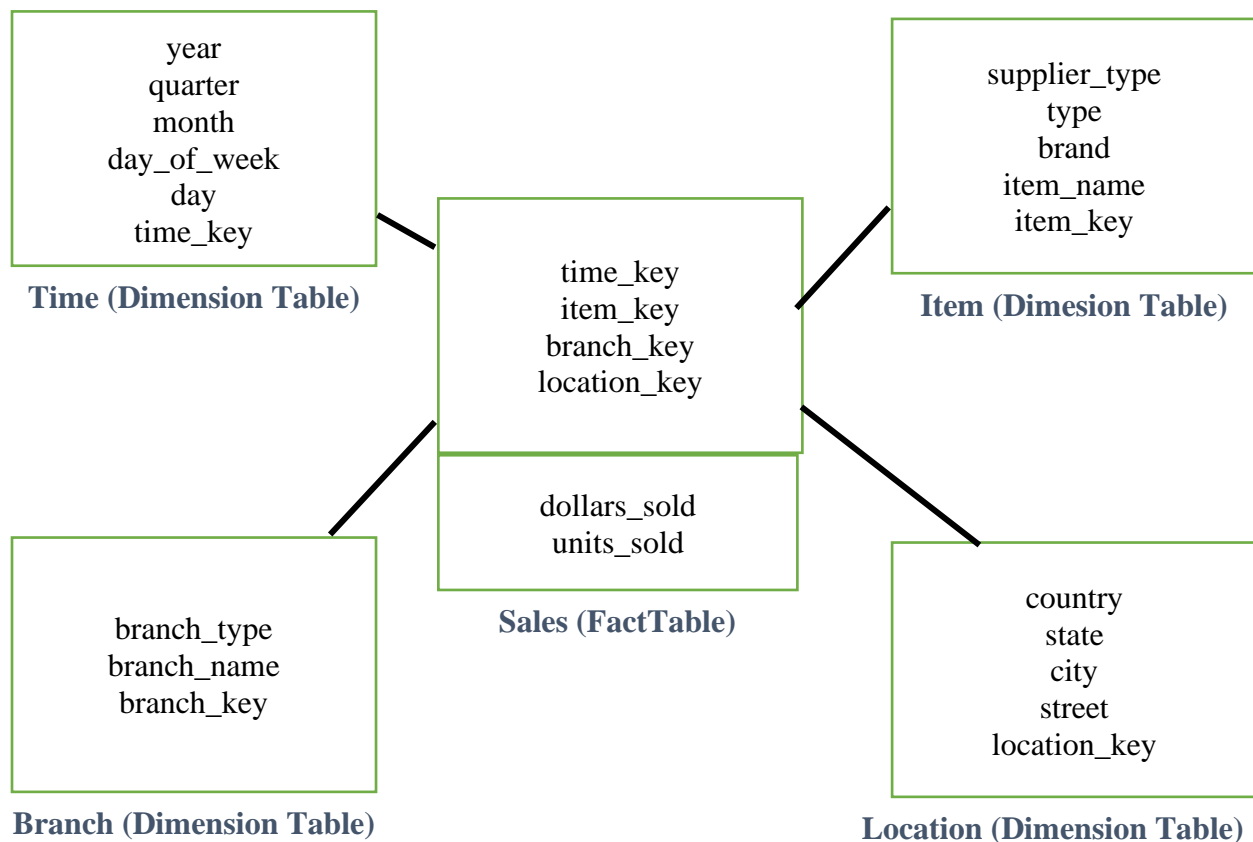 year
quarter
month
day_of_week
day
time_key
Time (Dimension Table)
supplier_type
type
brand
item_name
item_key
Item (Dimesion Table)
time_key
item_key
branch_key
location_key
dollars_sold
units_sold
Sales (FactTable)
branch_type
branch_name
branch_key
Branch (Dimension Table)
country
state
city
street
location_key
Location (Dimension Table)